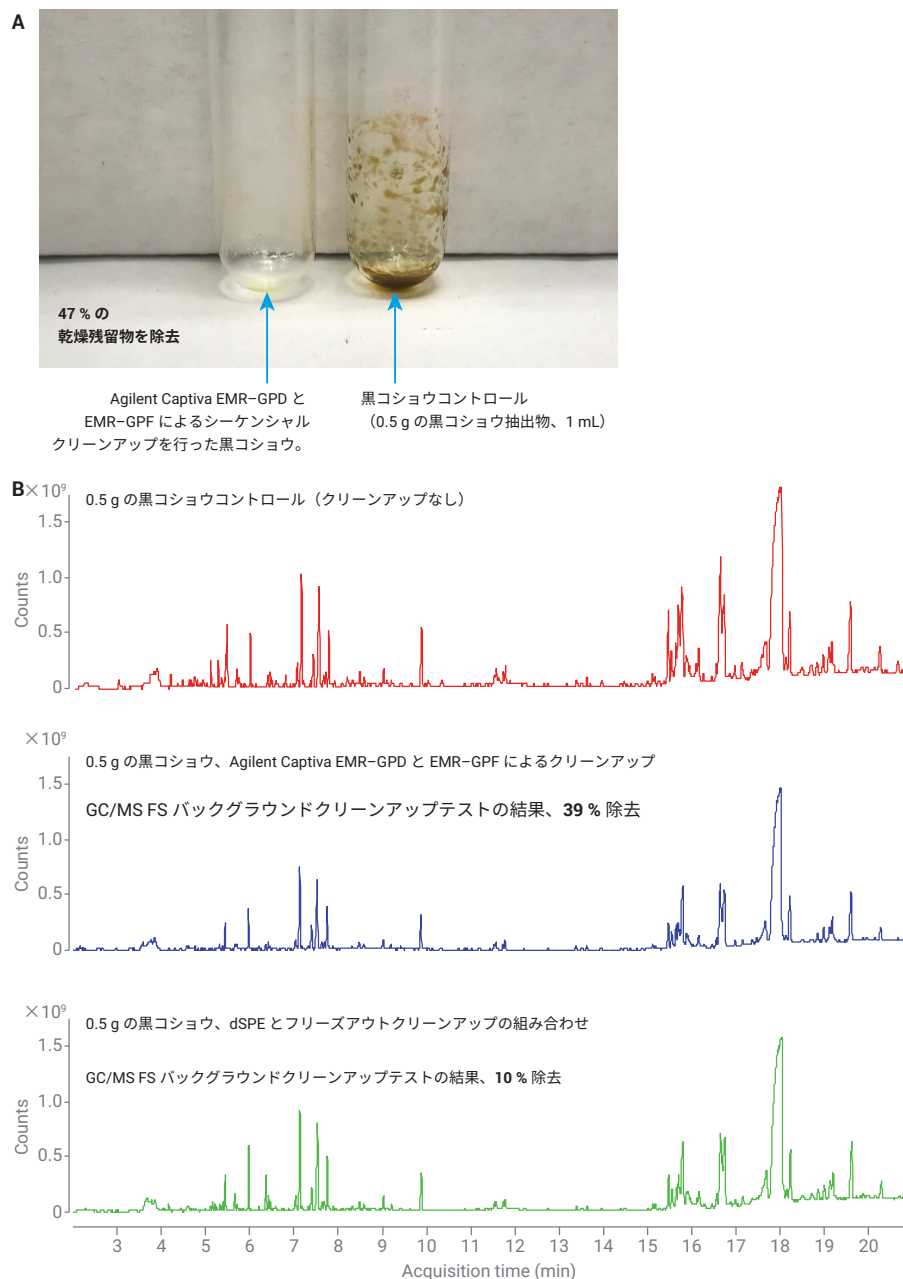 A
47 % の
乾燥残留物を除去
Agilent Captiva EMR–GPD と
EMR–GPF によるシーケンシャル
クリーンアップを行った黒コショウ。
黒コショウコントロール
（0.5 g の黒コショウ抽出物、1 mL）
B
×10⁹
0.5 g の黒コショウコントロール（クリーンアップなし）
1.5
1.0
0.5
0
Counts
×10⁹
0.5 g の黒コショウ、Agilent Captiva EMR–GPD と EMR–GPF によるクリーンアップ
GC/MS FS バックグラウンドクリーンアップテストの結果、39 % 除去
1.5
1.0
0.5
0
Counts
×10⁹
0.5 g の黒コショウ、dSPE とフリーズアウトクリーンアップの組み合わせ
GC/MS FS バックグラウンドクリーンアップテストの結果、10 % 除去
1.5
1.0
0.5
0
Counts
3 4 5 6 7 8 9 10 11 12 13 14 15 16 17 18 19 20
Acquisition time (min)